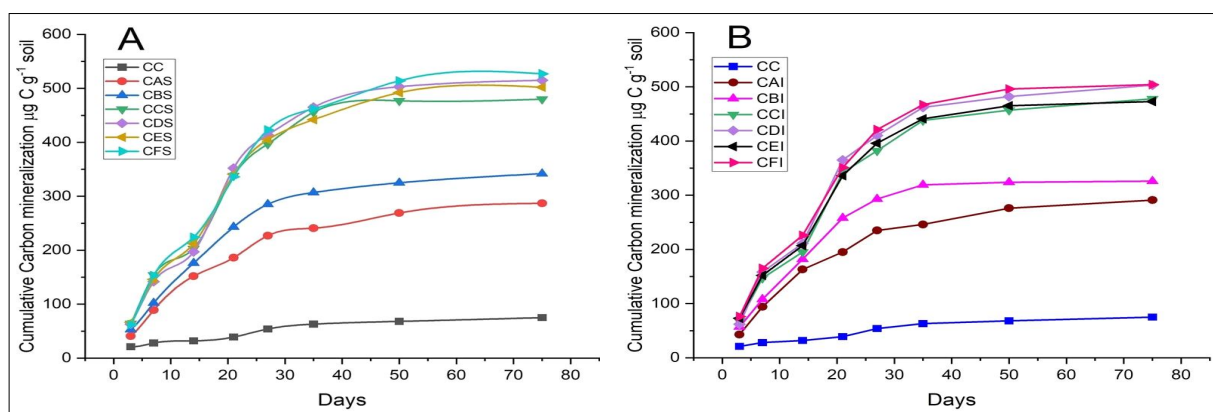 A
Cumulative Carbon mineralization µg C g⁻¹ soil
600
500
400
300
200
100
0
CC
CAS
CBS
CCS
CDS
CES
CFS
0 10 20 30 40 50 60 70 80
Days
B
Cumulative Carbon mineralization µg C g⁻¹ soil
600
500
400
300
200
100
0
CC
CAI
CBI
CCI
CDI
CEI
CFI
0 10 20 30 40 50 60 70 80
Days